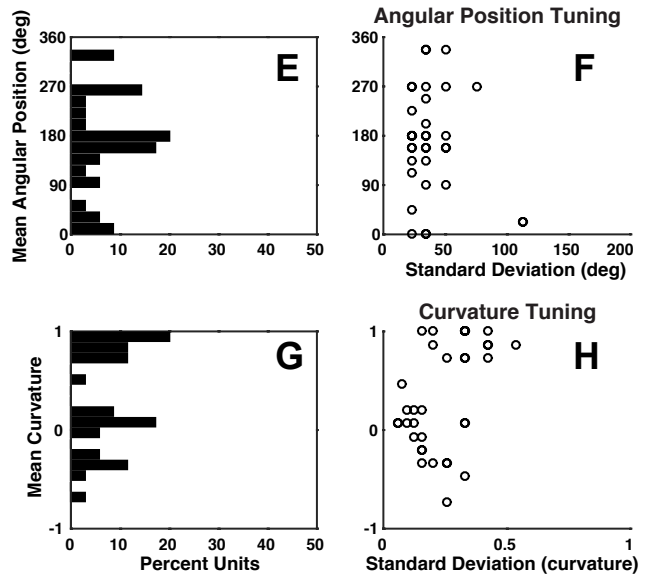 Angular Position Tuning
360
270
180
90
0
Mean Angular Position (deg)
E
0 10 20 30 40 50
360
270
180
90
0
F
0 50 100 150 200
Standard Deviation (deg)
Curvature Tuning
1
0
-1
Mean Curvature
G
0 10 20 30 40 50
Percent Units
1
0
-1
H
0 0.5 1
Standard Deviation (curvature)